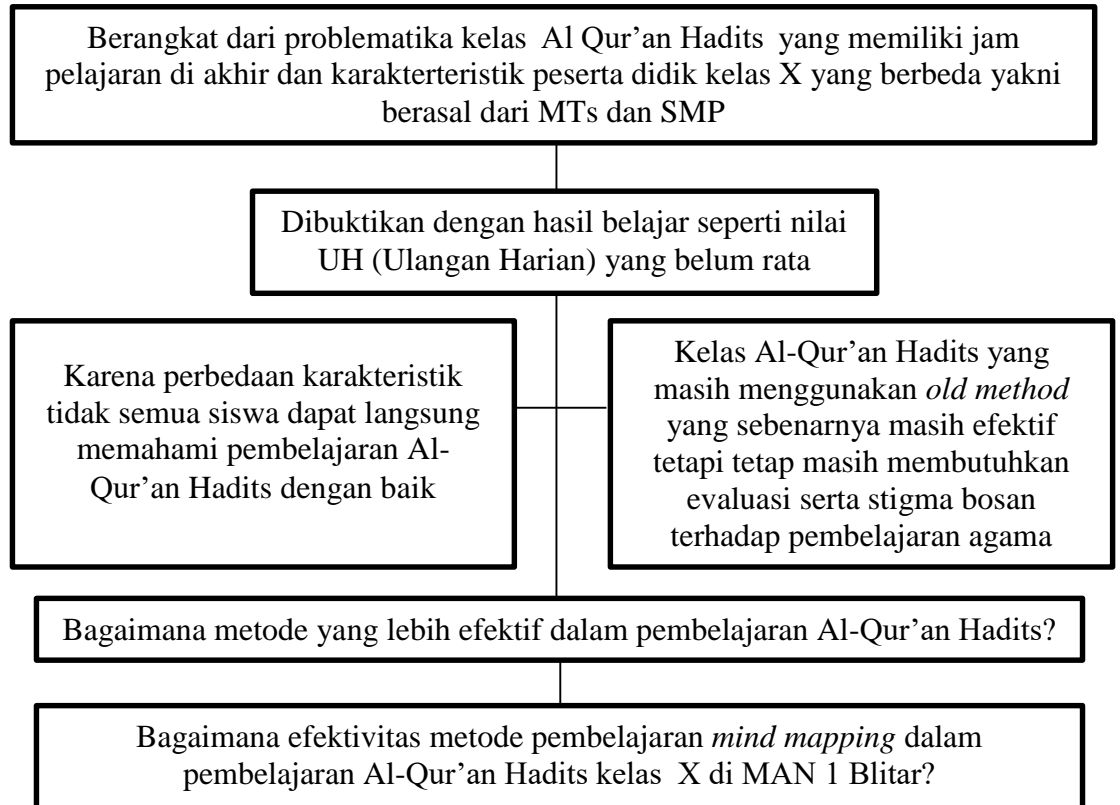 Berangkat dari problematika kelas Al Qur’an Hadits yang memiliki jam
pelajaran di akhir dan karakterteristik peserta didik kelas X yang berbeda yakni
berasal dari MTs dan SMP
Dibuktikan dengan hasil belajar seperti nilai
UH (Ulangan Harian) yang belum rata
Karena perbedaan karakteristik
tidak semua siswa dapat langsung
memahami pembelajaran Al-
Qur’an Hadits dengan baik
Kelas Al-Qur’an Hadits yang
masih menggunakan old method
yang sebenarnya masih efektif
tetapi tetap masih membutuhkan
evaluasi serta stigma bosan
terhadap pembelajaran agama
Bagaimana metode yang lebih efektif dalam pembelajaran Al-Qur’an Hadits?
Bagaimana efektivitas metode pembelajaran mind mapping dalam
pembelajaran Al-Qur’an Hadits kelas X di MAN 1 Blitar?